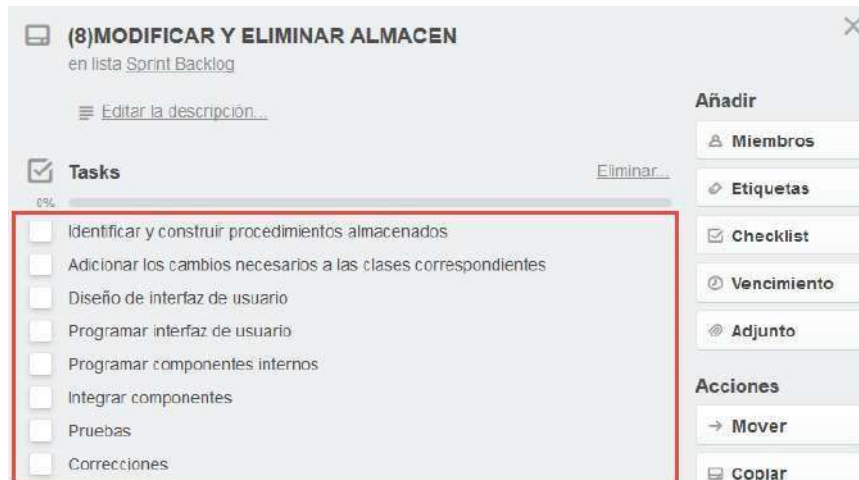 (8)MODIFICAR Y ELIMINAR ALMACEN
en lista Sprint Backlog
Editar la descripción...
Tasks
Eliminar...
0%
Identificar y construir procedimientos almacenados
Adicionar los cambios necesarios a las clases correspondientes
Diseño de interfaz de usuario
Programar interfaz de usuario
Programar componentes internos
Integrar componentes
Pruebas
Correcciones
Añadir
Miembros
Etiquetas
Checklist
Vencimiento
Adjunto
Acciones
Mover
Copiar